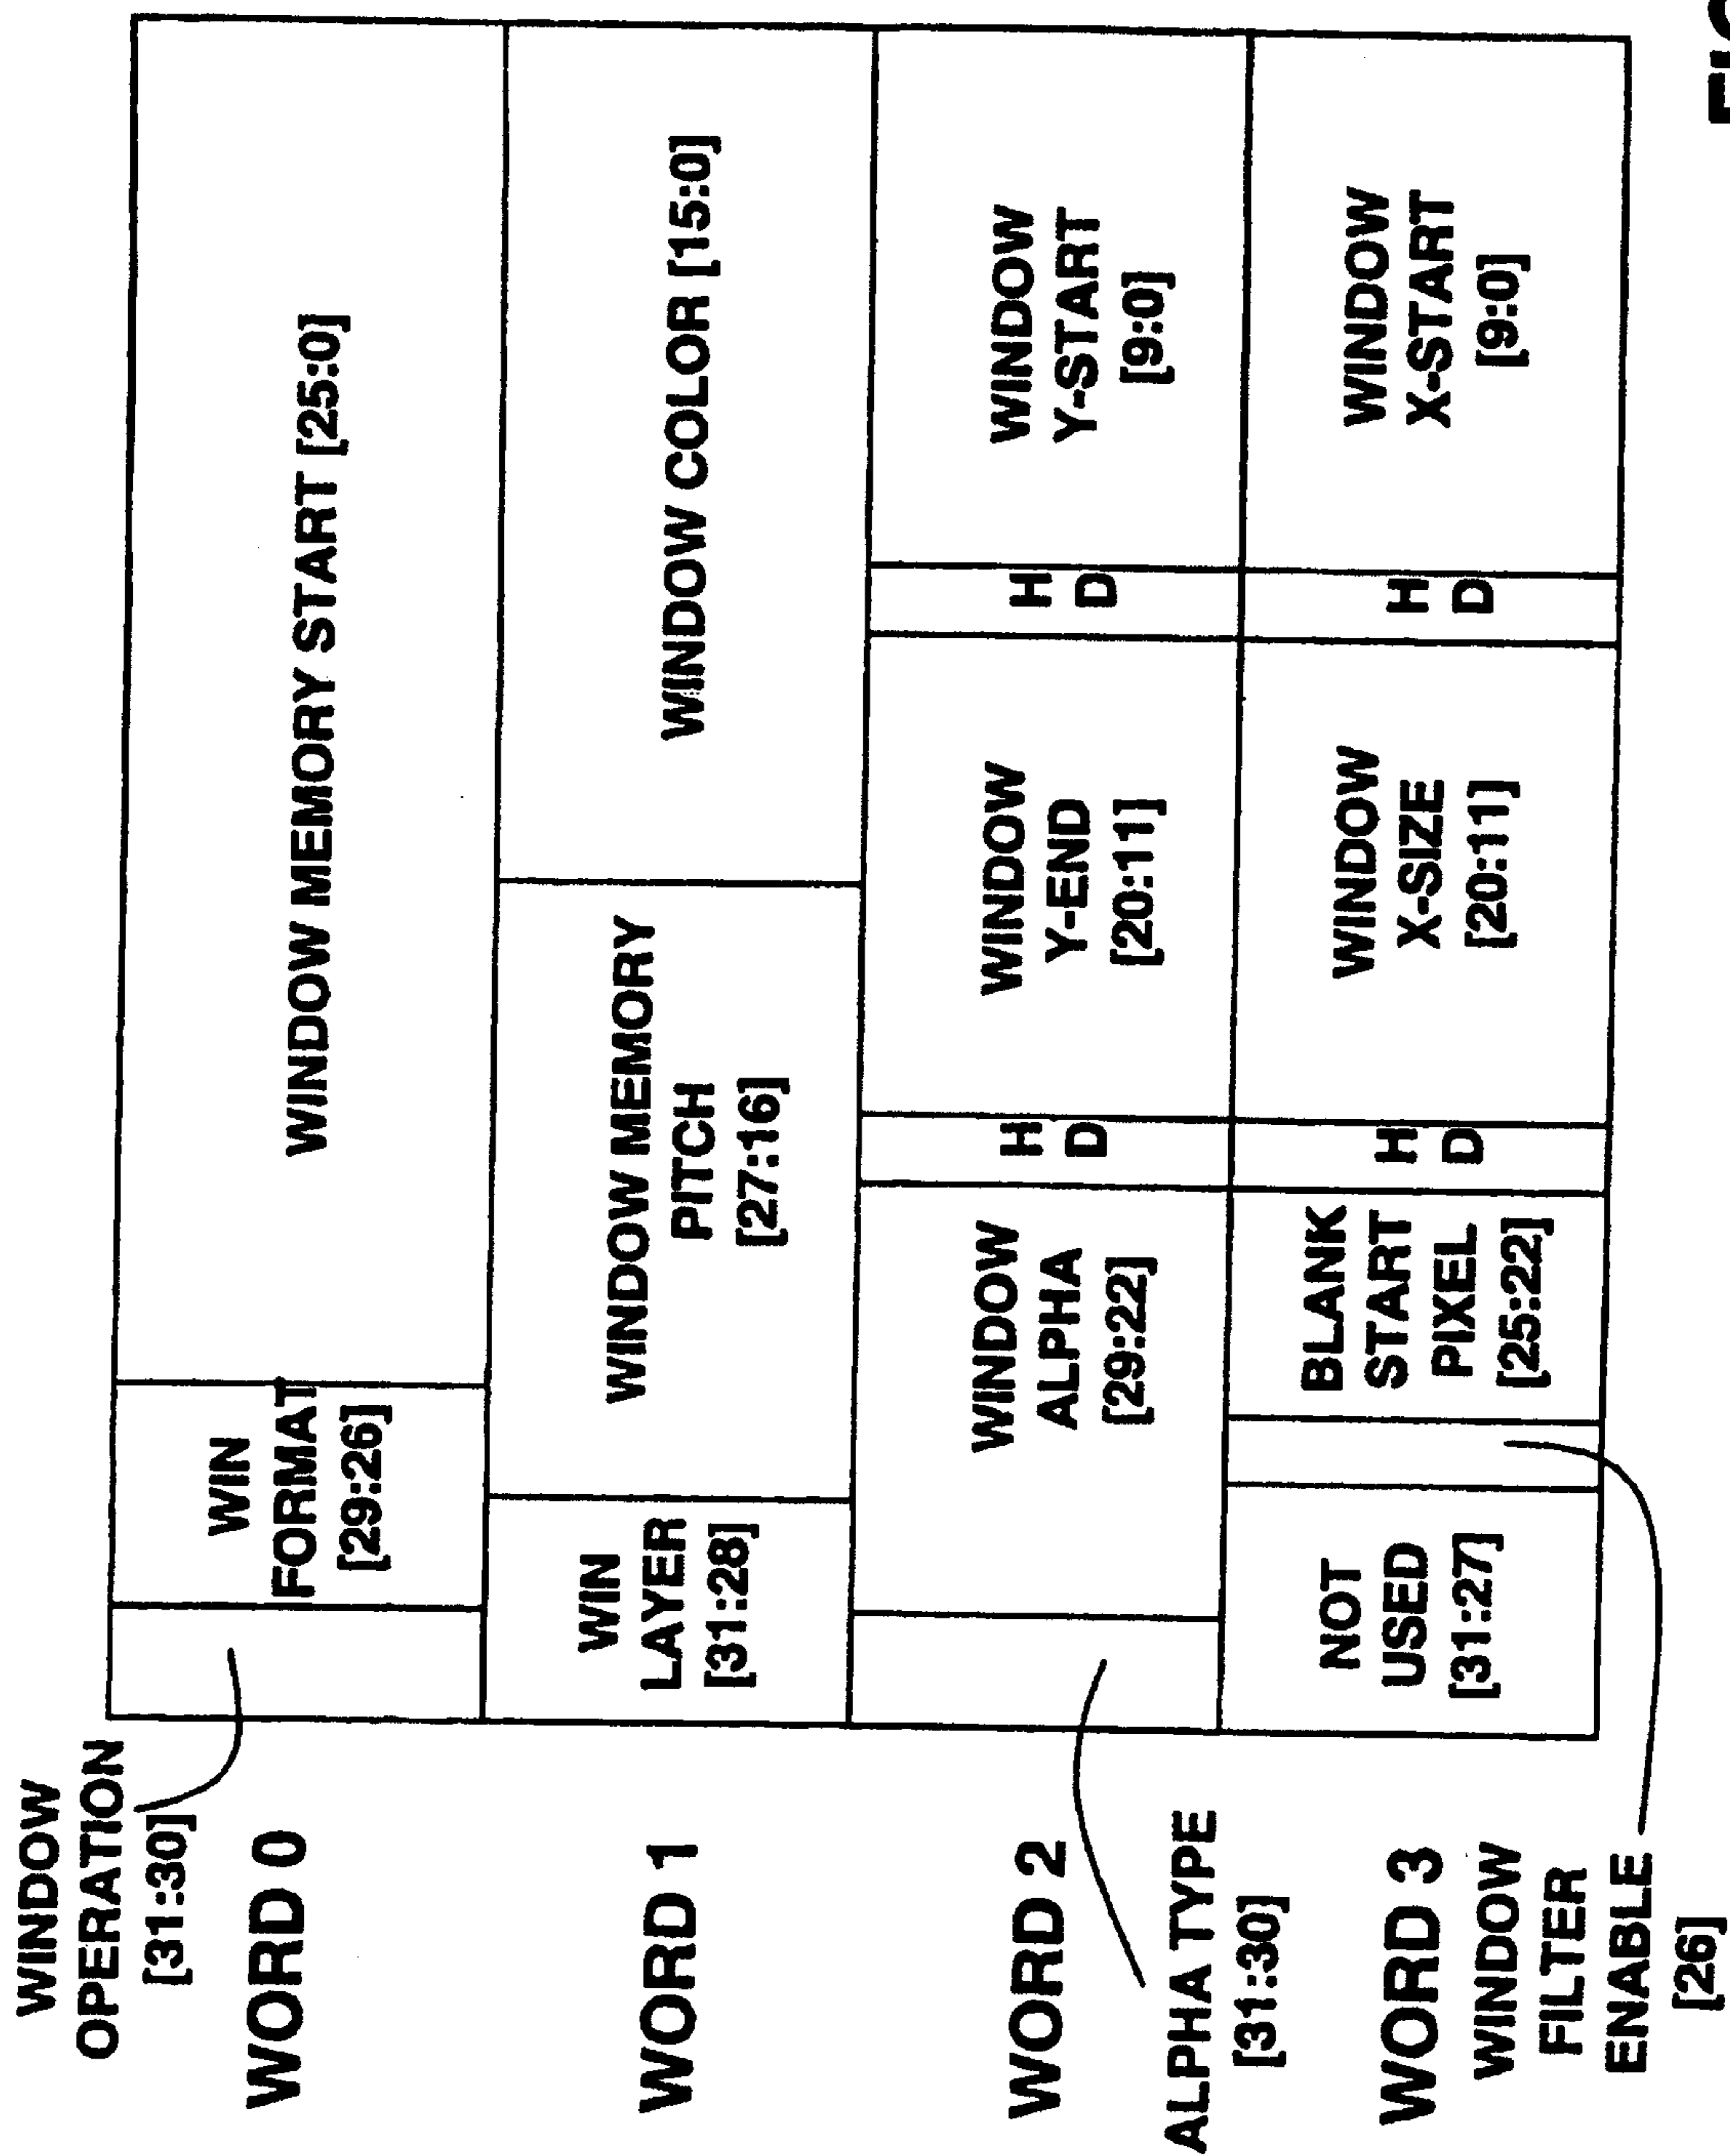 WINDOW
OPERATION
[31:30]
WORD 0
WIN
FORMAT
[29:26]
WINDOW MEMORY START [25:0]
WORD 1
WIN
LAYER
[31:28]
WINDOW MEMORY
PITCH
[27:16]
WINDOW COLOR [15:0]
WORD 2
ALPHA TYPE
[31:30]
WINDOW
ALPHA
[29:22]
H
D
WINDOW
Y-END
[20:11]
H
D
WINDOW
Y-START
[9:0]
WORD 3
WINDOW
FILTER
ENABLE
[26]
NOT
USED
[31:27]
BLANK
START
PIXEL
[25:22]
H
D
WINDOW
X-SIZE
[20:11]
H
D
WINDOW
X-START
[9:0]